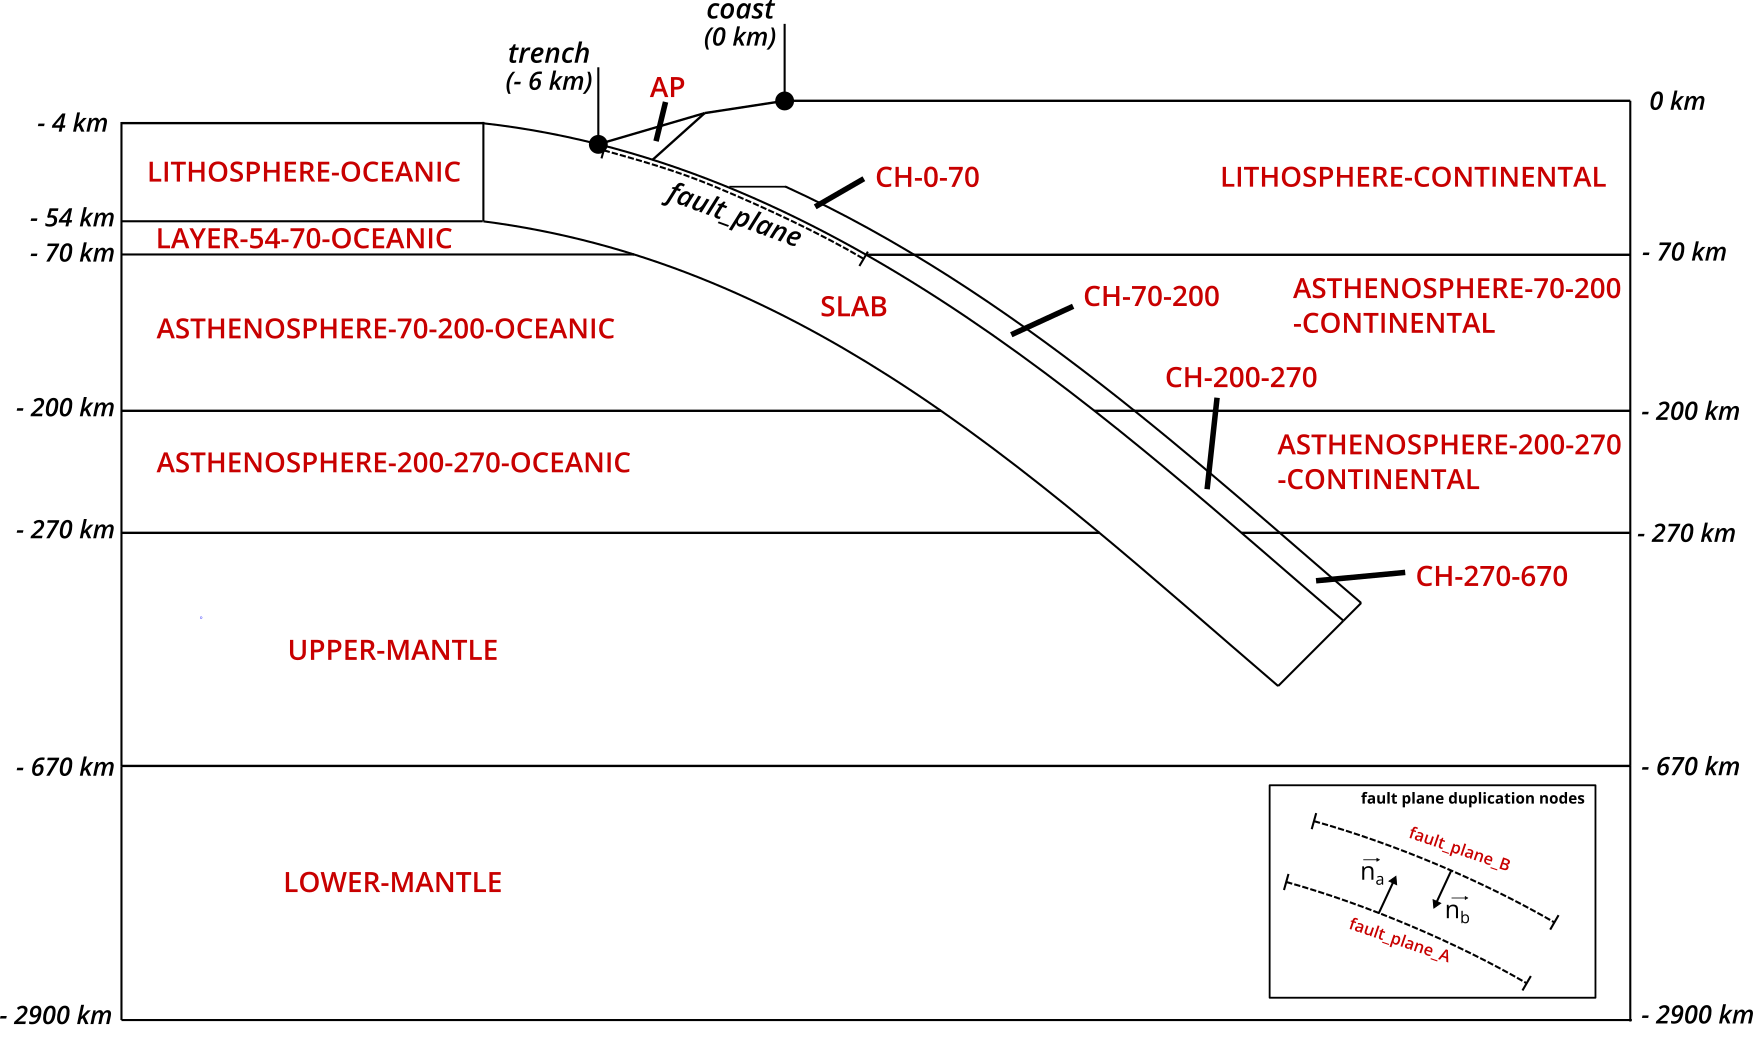 coast
(0 km)
trench
(- 6 km)
AP
0 km
- 4 km
LITHOSPHERE-OCEANIC
CH-0-70
LITHOSPHERE-CONTINENTAL
fault_plane
- 54 km
LAYER-54-70-OCEANIC
- 70 km
- 70 km
SLAB
CH-70-200
ASTHENOSPHERE-70-200
-CONTINENTAL
ASTHENOSPHERE-70-200-OCEANIC
CH-200-270
- 200 km
- 200 km
ASTHENOSPHERE-200-270
-CONTINENTAL
ASTHENOSPHERE-200-270-OCEANIC
- 270 km
- 270 km
CH-270-670
UPPER-MANTLE
- 670 km
- 670 km
fault plane duplication nodes
fault_plane_B
na
nb
fault_plane_A
LOWER-MANTLE
- 2900 km
- 2900 km